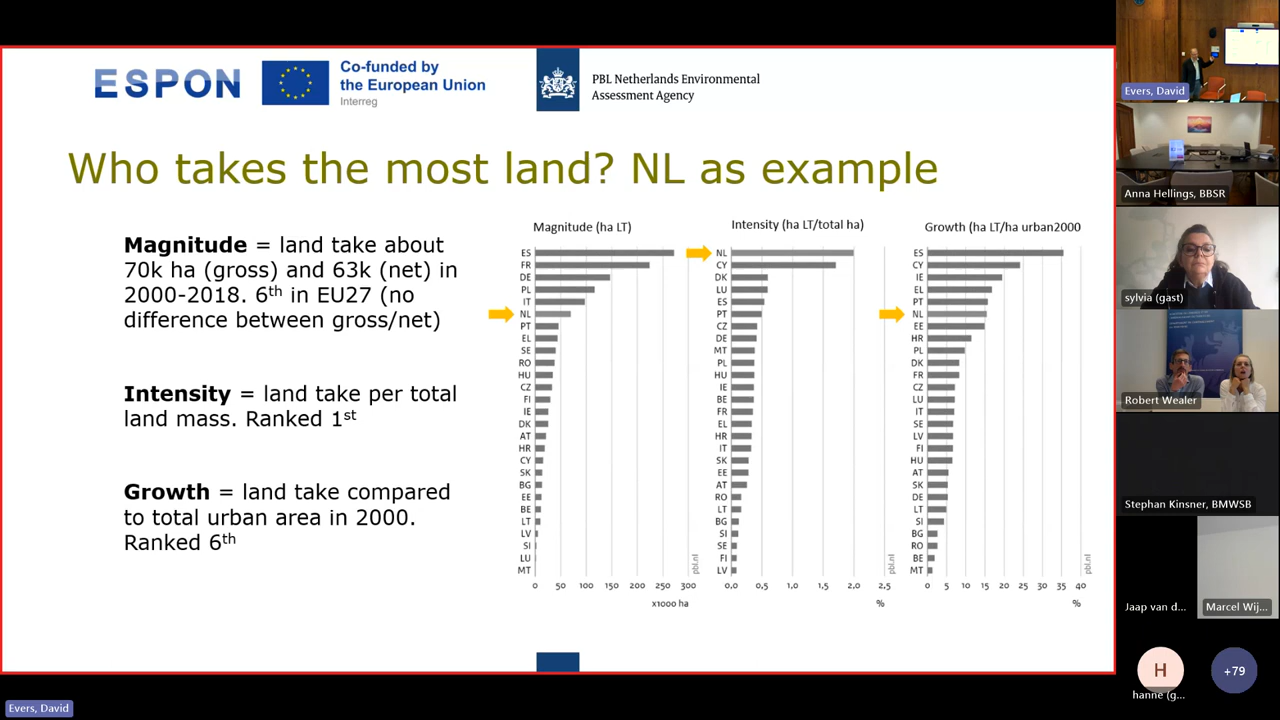 ESPON
Co-funded by
the European Union
Interreg
PBL Netherlands Environmental
Assessment Agency
Who takes the most land? NL as example
Magnitude = land take about
70k ha (gross) and 63k (net) in
2000-2018. 6th in EU27 (no
difference between gross/net)
Intensity = land take per total
land mass. Ranked 1st
Growth = land take compared
to total urban area in 2000.
Ranked 6th
Magnitude (ha LT)
ES
FR
DE
PL
IT
NL
PT
EL
SE
RO
HU
CZ
FI
IE
DK
AT
HR
CY
SK
BG
EE
BE
LT
LV
SI
LU
MT
0 50 100 150 200 250 300
x1000 ha
pbl.nl
Intensity (ha LT/total ha)
NL
CY
DK
LU
ES
PT
CZ
DE
MT
PL
HU
IE
BE
FR
EL
HR
IT
SK
EE
AT
RO
LT
BG
SI
SE
FI
LV
0,0 0,5 1,0 1,5 2,0 2,5
%
pbl.nl
Growth (ha LT/ha urban2000
ES
CY
IE
EL
PT
NL
EE
HR
PL
DK
FR
CZ
LU
IT
SE
LV
FI
HU
AT
SK
DE
LT
SI
BG
RO
BE
MT
0 5 10 15 20 25 30 35 40
%
pbl.nl
Evers, David
Anna Hellings, BBSR
sylvia (gast)
Robert Wealer
Stephan Kinsner, BMWSB
Jaap van d...
Marcel Wij...
H
hanne (g...
+79
Evers, David